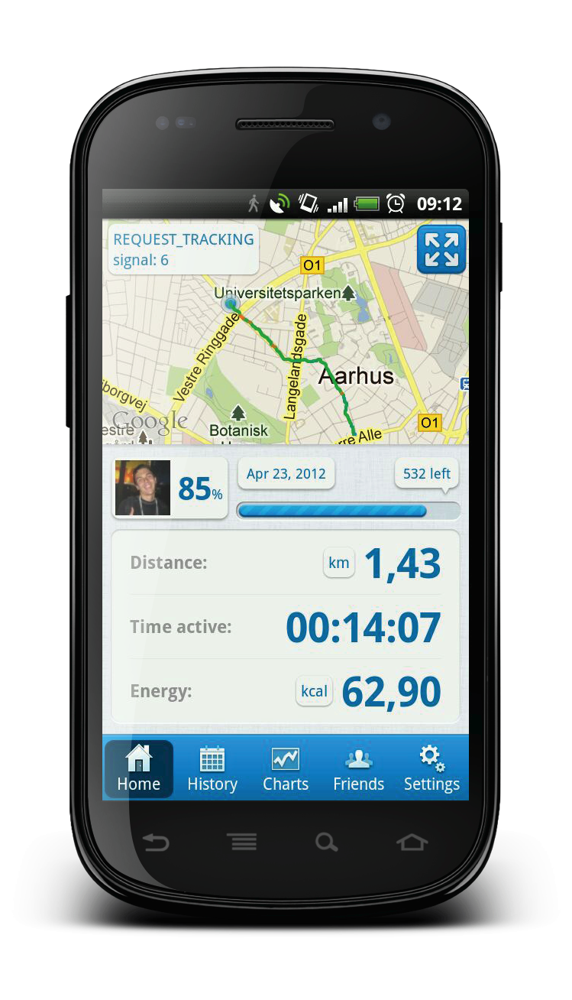 09:12
REQUEST_TRACKING
signal: 6
O1
Universitetsparken
Vestre Ringgade
Langelandsgade
Aarhus
iborgvej
Google
estre
Botanisk
O1
rre Alle
85%
Apr 23, 2012
532 left
Distance:
km
1,43
Time active:
00:14:07
Energy:
kcal
62,90
Home
History
Charts
Friends
Settings